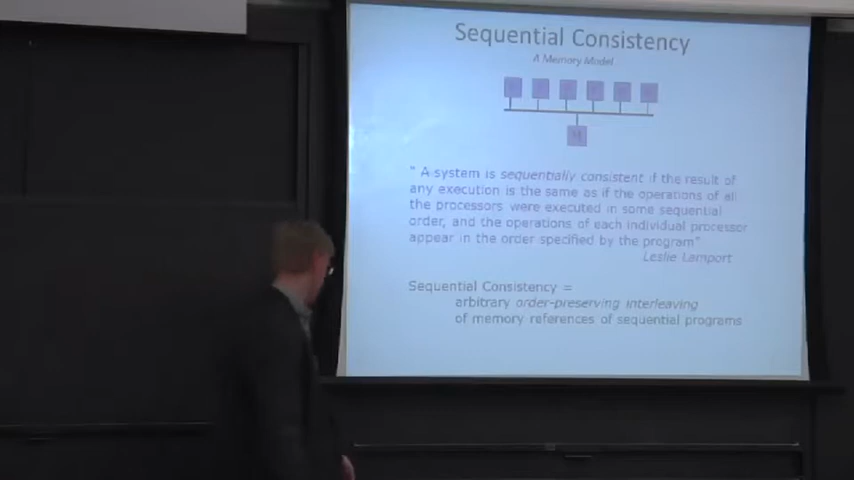 Sequential Consistency
A Memory Model
M
" A system is sequentially consistent if the result of
any execution is the same as if the operations of all
the processors were executed in some sequential
order, and the operations of each individual processor
appear in the order specified by the program"
Leslie Lamport
Sequential Consistency =
arbitrary order-preserving interleaving
of memory references of sequential programs